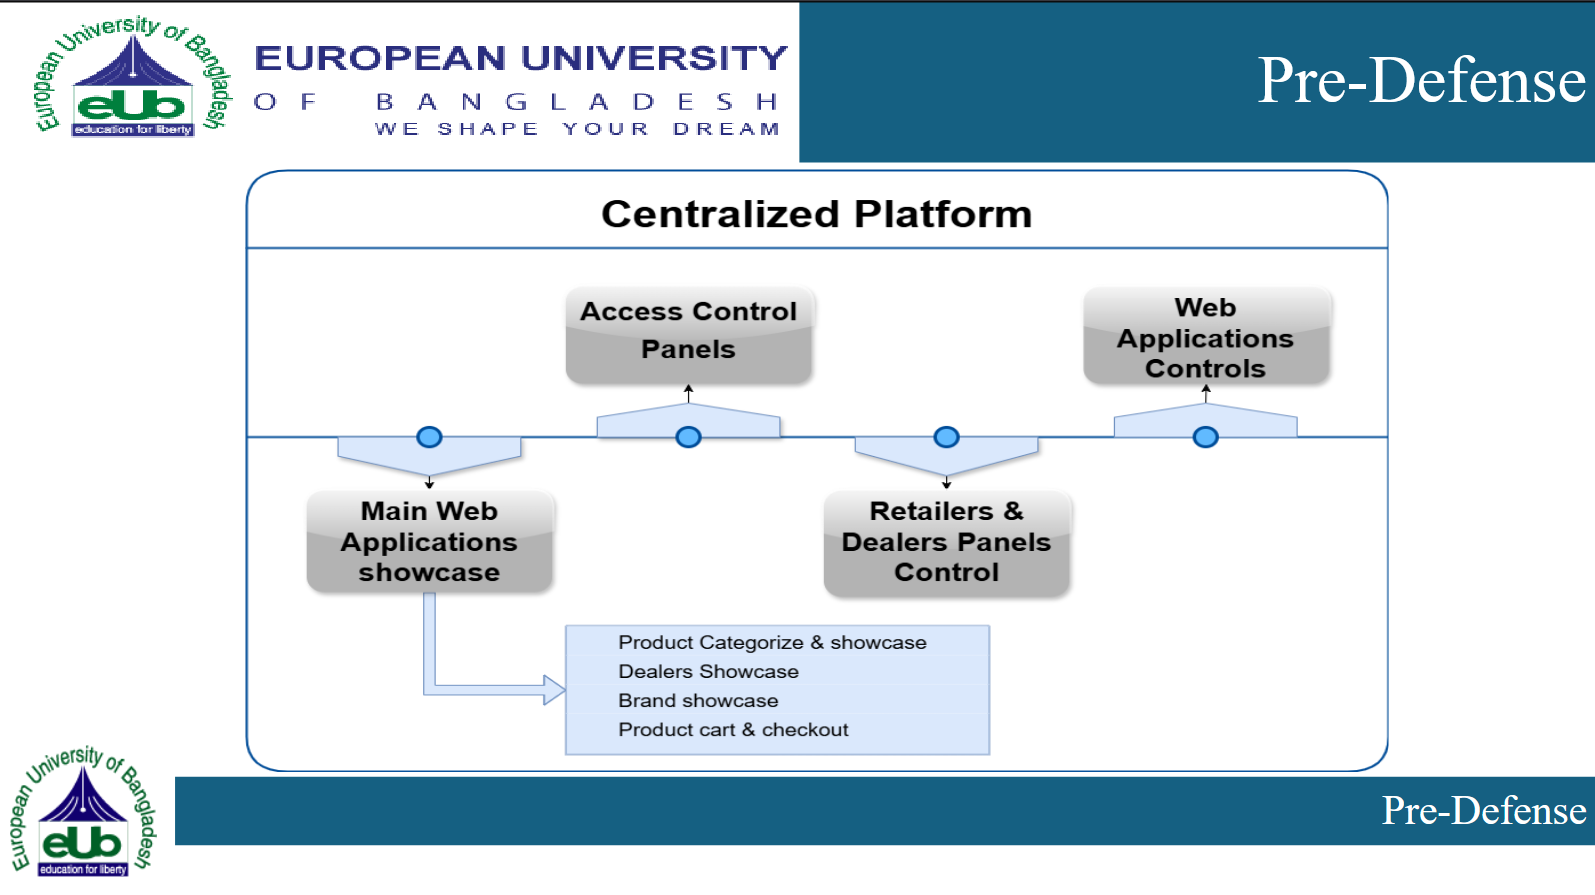 European University of Bangladesh
eUb
education for liberty
EUROPEAN UNIVERSITY
OF BANGLADESH
WE SHAPE YOUR DREAM
Pre-Defense
Centralized Platform
Access Control
Panels
Web
Applications
Controls
Main Web
Applications
showcase
Retailers &
Dealers Panels
Control
Product Categorize & showcase
Dealers Showcase
Brand showcase
Product cart & checkout
European University of Bangladesh
eUb
education for liberty
Pre-Defense